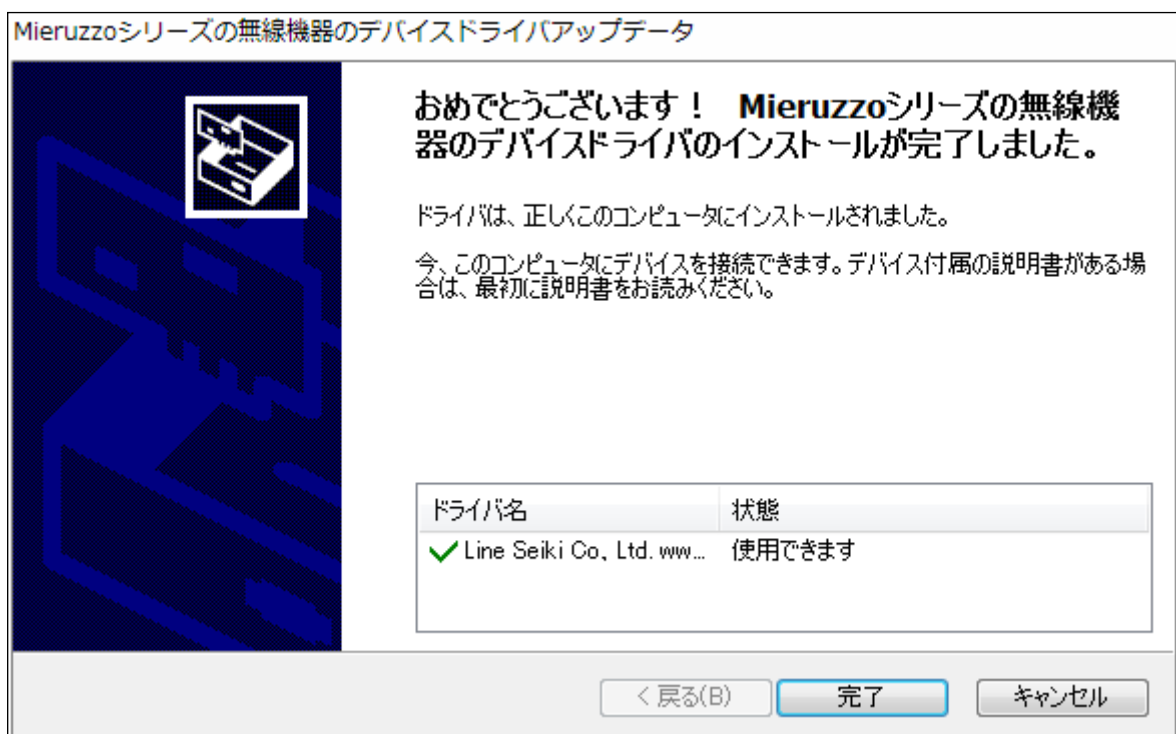 Mieruzzoシリーズの無線機器のデバイスドライバアップデータ
おめでとうございます！　Mieruzzoシリーズの無線機
器のデバイスドライバのインストールが完了しました。
ドライバは、正しくこのコンピュータにインストールされました。
今、このコンピュータにデバイスを接続できます。デバイス付属の説明書がある場
合は、最初に説明書をお読みください。
ドライバ名 状態
Line Seiki Co, Ltd. ww... 使用できます
< 戻る(B) 完了 キャンセル